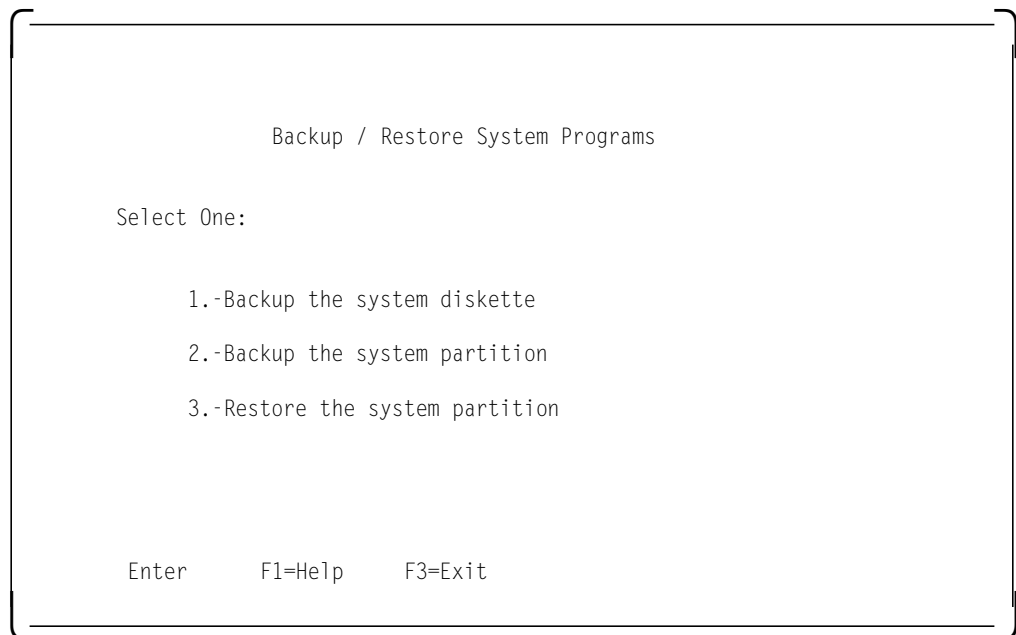 Backup / Restore System Programs
Select One:
1.-Backup the system diskette
2.-Backup the system partition
3.-Restore the system partition
Enter F1=Help F3=Exit